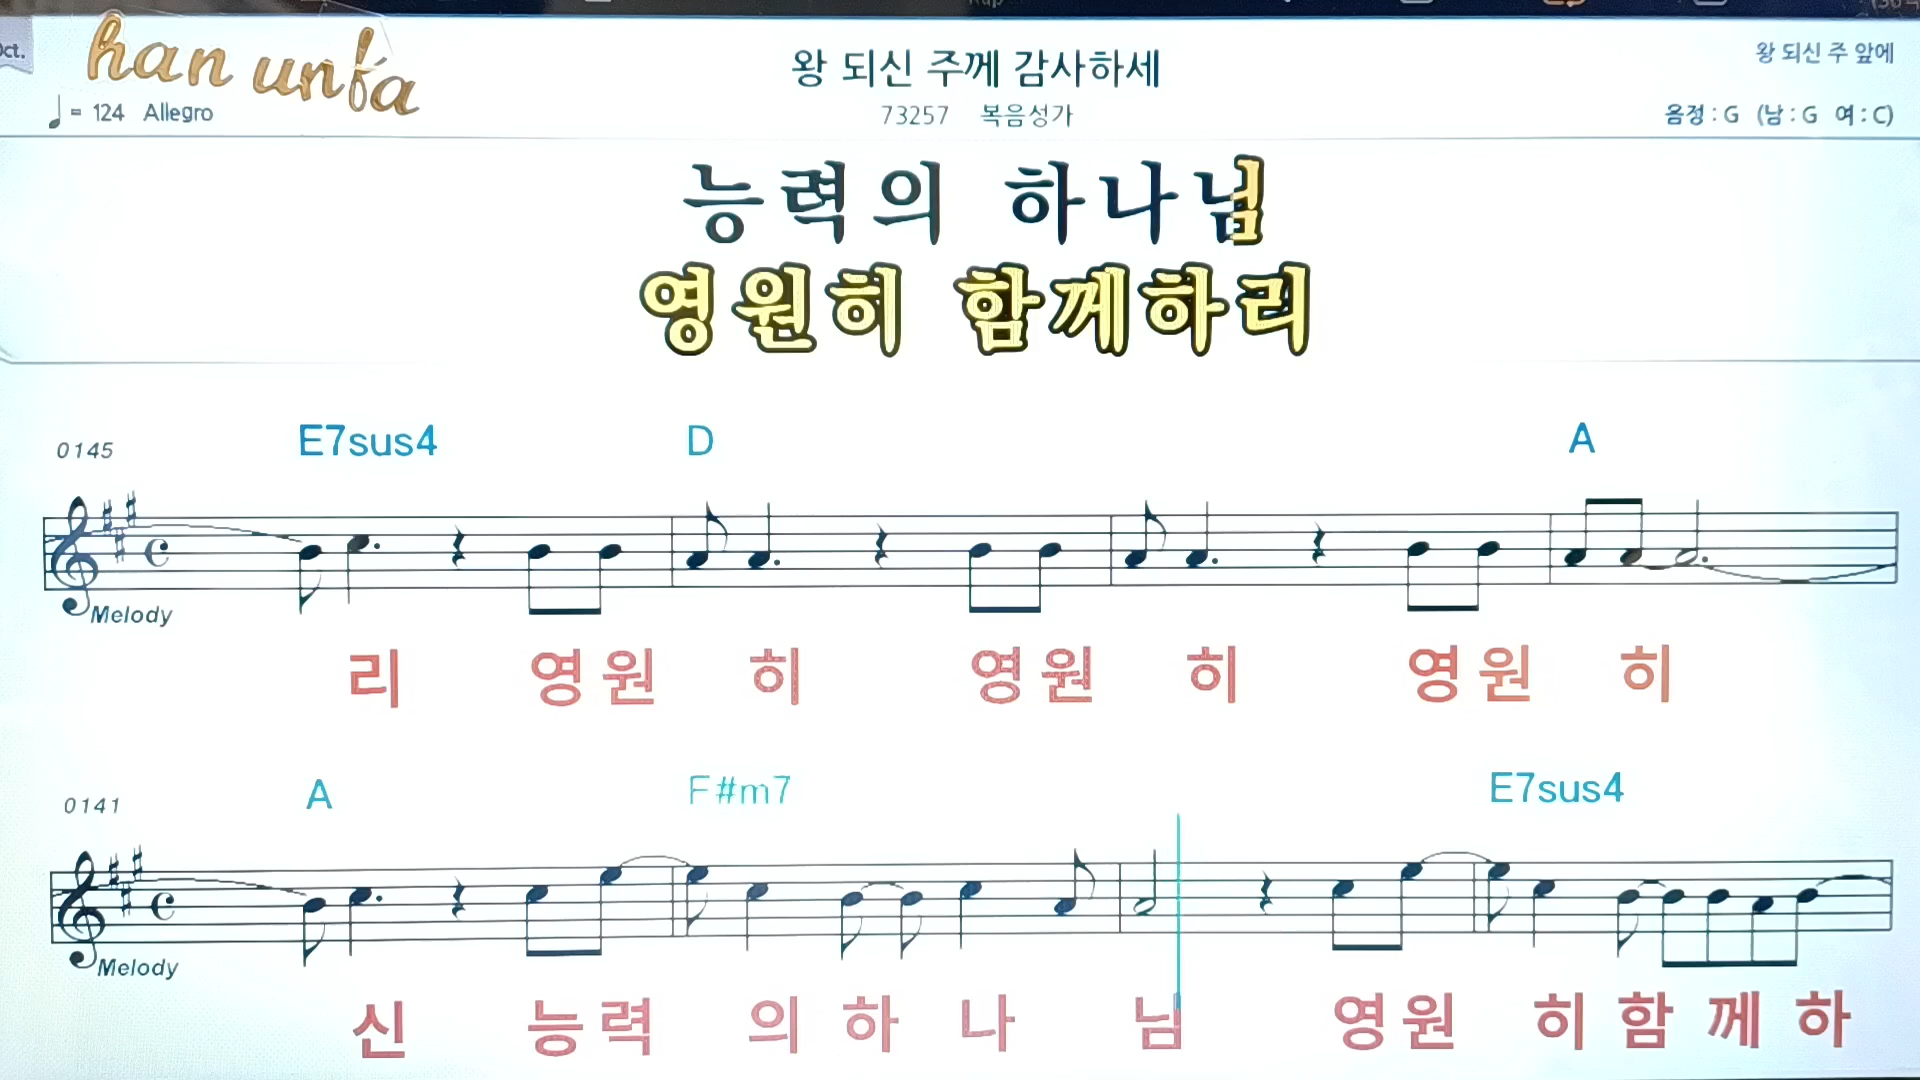 han unfa
Oct.
왕 되신 주께 감사하세
왕 되신 주 앞에
♩ = 124 Allegro
73257 복음성가
음정 : G (남 : G 여 : C)
능력의 하나님
영원히 함께하리
0145 E7sus4 D A
Melody
리 영원 히 영원 히 영원 히
0141 A F#m7 E7sus4
Melody
신 능력 의 하 나 님 영원 히 함 께 하